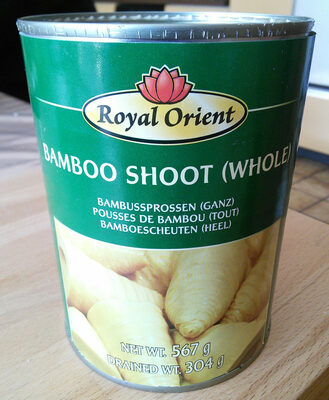 Royal Orient
BAMBOO SHOOT (WHOLE)
BAMBUSSPROSSEN (GANZ)
POUSSES DE BAMBOU (TOUT)
BAMBOESCHEUTEN (HEEL)
NET WT. 567 g
DRAINED WT. 304 g